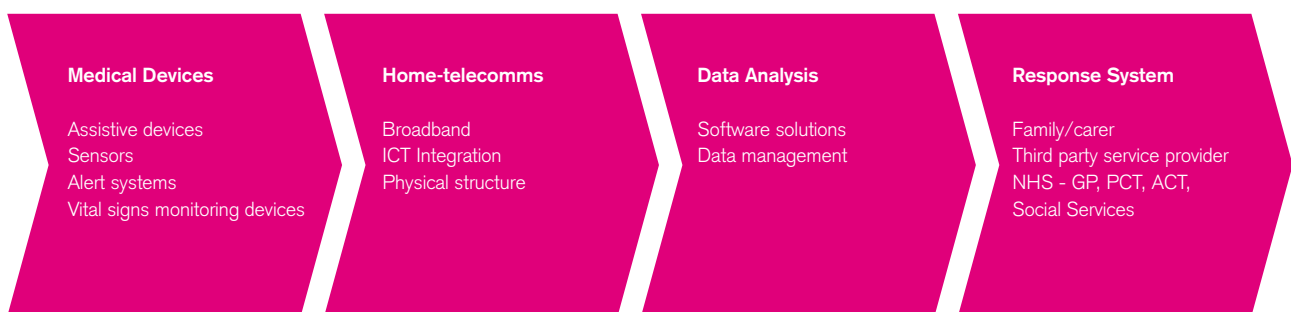 Medical Devices
Assistive devices
Sensors
Alert systems
Vital signs monitoring devices
Home-telecomms
Broadband
ICT Integration
Physical structure
Data Analysis
Software solutions
Data management
Response System
Family/carer
Third party service provider
NHS - GP, PCT, ACT,
Social Services